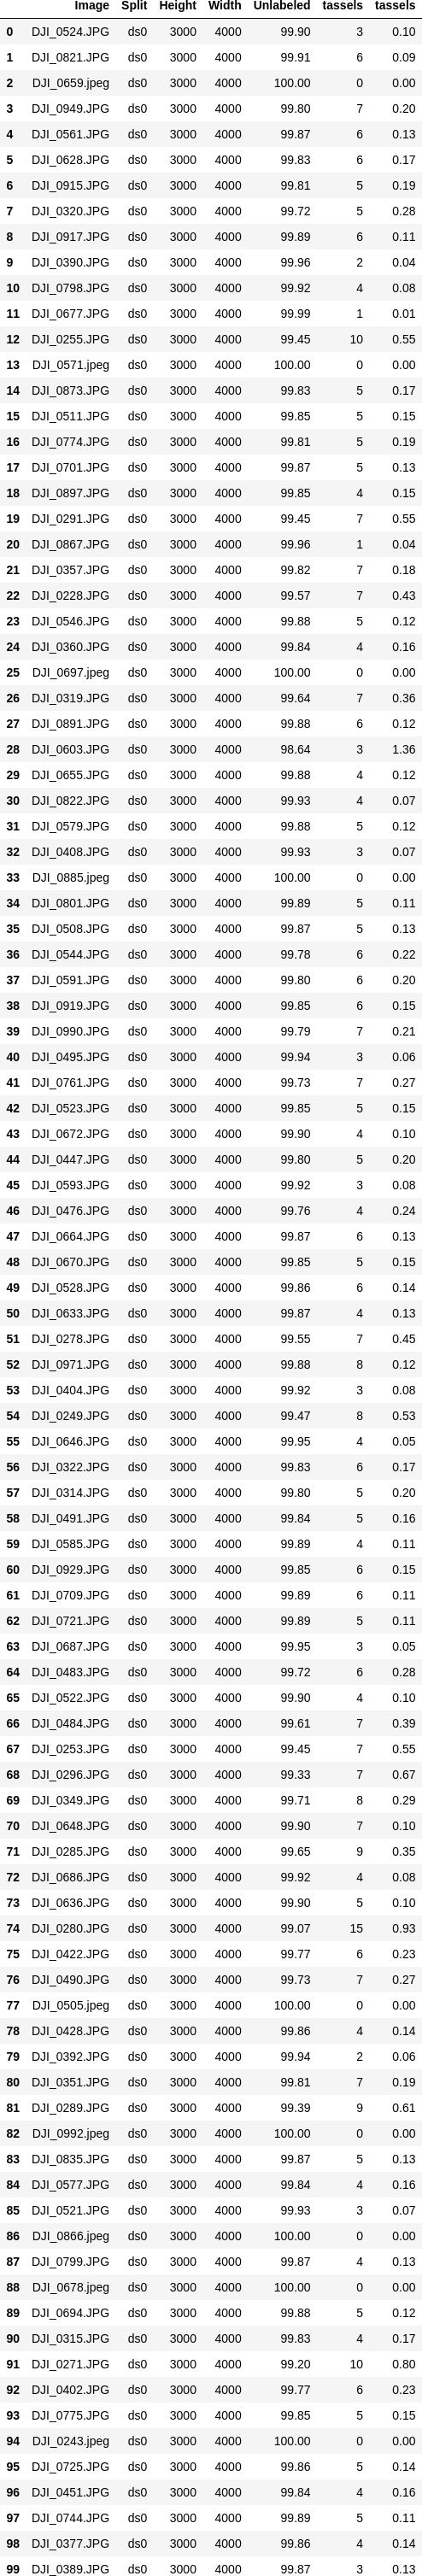 Image Split Height Width Unlabeled tassels tassels
0 DJI_0524.JPG ds0 3000 4000 99.90 3 0.10
1 DJI_0821.JPG ds0 3000 4000 99.91 6 0.09
2 DJI_0659.jpeg ds0 3000 4000 100.00 0 0.00
3 DJI_0949.JPG ds0 3000 4000 99.80 7 0.20
4 DJI_0561.JPG ds0 3000 4000 99.87 6 0.13
5 DJI_0628.JPG ds0 3000 4000 99.83 6 0.17
6 DJI_0915.JPG ds0 3000 4000 99.81 5 0.19
7 DJI_0320.JPG ds0 3000 4000 99.72 5 0.28
8 DJI_0917.JPG ds0 3000 4000 99.89 6 0.11
9 DJI_0390.JPG ds0 3000 4000 99.96 2 0.04
10 DJI_0798.JPG ds0 3000 4000 99.92 4 0.08
11 DJI_0677.JPG ds0 3000 4000 99.99 1 0.01
12 DJI_0255.JPG ds0 3000 4000 99.45 10 0.55
13 DJI_0571.jpeg ds0 3000 4000 100.00 0 0.00
14 DJI_0873.JPG ds0 3000 4000 99.83 5 0.17
15 DJI_0511.JPG ds0 3000 4000 99.85 5 0.15
16 DJI_0774.JPG ds0 3000 4000 99.81 5 0.19
17 DJI_0701.JPG ds0 3000 4000 99.87 5 0.13
18 DJI_0897.JPG ds0 3000 4000 99.85 4 0.15
19 DJI_0291.JPG ds0 3000 4000 99.45 7 0.55
20 DJI_0867.JPG ds0 3000 4000 99.96 1 0.04
21 DJI_0357.JPG ds0 3000 4000 99.82 7 0.18
22 DJI_0228.JPG ds0 3000 4000 99.57 7 0.43
23 DJI_0546.JPG ds0 3000 4000 99.88 5 0.12
24 DJI_0360.JPG ds0 3000 4000 99.84 4 0.16
25 DJI_0697.jpeg ds0 3000 4000 100.00 0 0.00
26 DJI_0319.JPG ds0 3000 4000 99.64 7 0.36
27 DJI_0891.JPG ds0 3000 4000 99.88 6 0.12
28 DJI_0603.JPG ds0 3000 4000 98.64 3 1.36
29 DJI_0655.JPG ds0 3000 4000 99.88 4 0.12
30 DJI_0822.JPG ds0 3000 4000 99.93 4 0.07
31 DJI_0579.JPG ds0 3000 4000 99.88 5 0.12
32 DJI_0408.JPG ds0 3000 4000 99.93 3 0.07
33 DJI_0885.jpeg ds0 3000 4000 100.00 0 0.00
34 DJI_0801.JPG ds0 3000 4000 99.89 5 0.11
35 DJI_0508.JPG ds0 3000 4000 99.87 5 0.13
36 DJI_0544.JPG ds0 3000 4000 99.78 6 0.22
37 DJI_0591.JPG ds0 3000 4000 99.80 6 0.20
38 DJI_0919.JPG ds0 3000 4000 99.85 6 0.15
39 DJI_0990.JPG ds0 3000 4000 99.79 7 0.21
40 DJI_0495.JPG ds0 3000 4000 99.94 3 0.06
41 DJI_0761.JPG ds0 3000 4000 99.73 7 0.27
42 DJI_0523.JPG ds0 3000 4000 99.85 5 0.15
43 DJI_0672.JPG ds0 3000 4000 99.90 4 0.10
44 DJI_0447.JPG ds0 3000 4000 99.80 5 0.20
45 DJI_0593.JPG ds0 3000 4000 99.92 3 0.08
46 DJI_0476.JPG ds0 3000 4000 99.76 4 0.24
47 DJI_0664.JPG ds0 3000 4000 99.87 6 0.13
48 DJI_0670.JPG ds0 3000 4000 99.85 5 0.15
49 DJI_0528.JPG ds0 3000 4000 99.86 6 0.14
50 DJI_0633.JPG ds0 3000 4000 99.87 4 0.13
51 DJI_0278.JPG ds0 3000 4000 99.55 7 0.45
52 DJI_0971.JPG ds0 3000 4000 99.88 8 0.12
53 DJI_0404.JPG ds0 3000 4000 99.92 3 0.08
54 DJI_0249.JPG ds0 3000 4000 99.47 8 0.53
55 DJI_0646.JPG ds0 3000 4000 99.95 4 0.05
56 DJI_0322.JPG ds0 3000 4000 99.83 6 0.17
57 DJI_0314.JPG ds0 3000 4000 99.80 5 0.20
58 DJI_0491.JPG ds0 3000 4000 99.84 5 0.16
59 DJI_0585.JPG ds0 3000 4000 99.89 4 0.11
60 DJI_0929.JPG ds0 3000 4000 99.85 6 0.15
61 DJI_0709.JPG ds0 3000 4000 99.89 6 0.11
62 DJI_0721.JPG ds0 3000 4000 99.89 5 0.11
63 DJI_0687.JPG ds0 3000 4000 99.95 3 0.05
64 DJI_0483.JPG ds0 3000 4000 99.72 6 0.28
65 DJI_0522.JPG ds0 3000 4000 99.90 4 0.10
66 DJI_0484.JPG ds0 3000 4000 99.61 7 0.39
67 DJI_0253.JPG ds0 3000 4000 99.45 7 0.55
68 DJI_0296.JPG ds0 3000 4000 99.33 7 0.67
69 DJI_0349.JPG ds0 3000 4000 99.71 8 0.29
70 DJI_0648.JPG ds0 3000 4000 99.90 7 0.10
71 DJI_0285.JPG ds0 3000 4000 99.65 9 0.35
72 DJI_0686.JPG ds0 3000 4000 99.92 4 0.08
73 DJI_0636.JPG ds0 3000 4000 99.90 5 0.10
74 DJI_0280.JPG ds0 3000 4000 99.07 15 0.93
75 DJI_0422.JPG ds0 3000 4000 99.77 6 0.23
76 DJI_0490.JPG ds0 3000 4000 99.73 7 0.27
77 DJI_0505.jpeg ds0 3000 4000 100.00 0 0.00
78 DJI_0428.JPG ds0 3000 4000 99.86 4 0.14
79 DJI_0392.JPG ds0 3000 4000 99.94 2 0.06
80 DJI_0351.JPG ds0 3000 4000 99.81 7 0.19
81 DJI_0289.JPG ds0 3000 4000 99.39 9 0.61
82 DJI_0992.jpeg ds0 3000 4000 100.00 0 0.00
83 DJI_0835.JPG ds0 3000 4000 99.87 5 0.13
84 DJI_0577.JPG ds0 3000 4000 99.84 4 0.16
85 DJI_0521.JPG ds0 3000 4000 99.93 3 0.07
86 DJI_0866.jpeg ds0 3000 4000 100.00 0 0.00
87 DJI_0799.JPG ds0 3000 4000 99.87 4 0.13
88 DJI_0678.jpeg ds0 3000 4000 100.00 0 0.00
89 DJI_0694.JPG ds0 3000 4000 99.88 5 0.12
90 DJI_0315.JPG ds0 3000 4000 99.83 4 0.17
91 DJI_0271.JPG ds0 3000 4000 99.20 10 0.80
92 DJI_0402.JPG ds0 3000 4000 99.77 6 0.23
93 DJI_0775.JPG ds0 3000 4000 99.85 5 0.15
94 DJI_0243.jpeg ds0 3000 4000 100.00 0 0.00
95 DJI_0725.JPG ds0 3000 4000 99.86 5 0.14
96 DJI_0451.JPG ds0 3000 4000 99.84 4 0.16
97 DJI_0744.JPG ds0 3000 4000 99.89 5 0.11
98 DJI_0377.JPG ds0 3000 4000 99.86 4 0.14
99 DJI_0389.JPG ds0 3000 4000 99.87 3 0.13